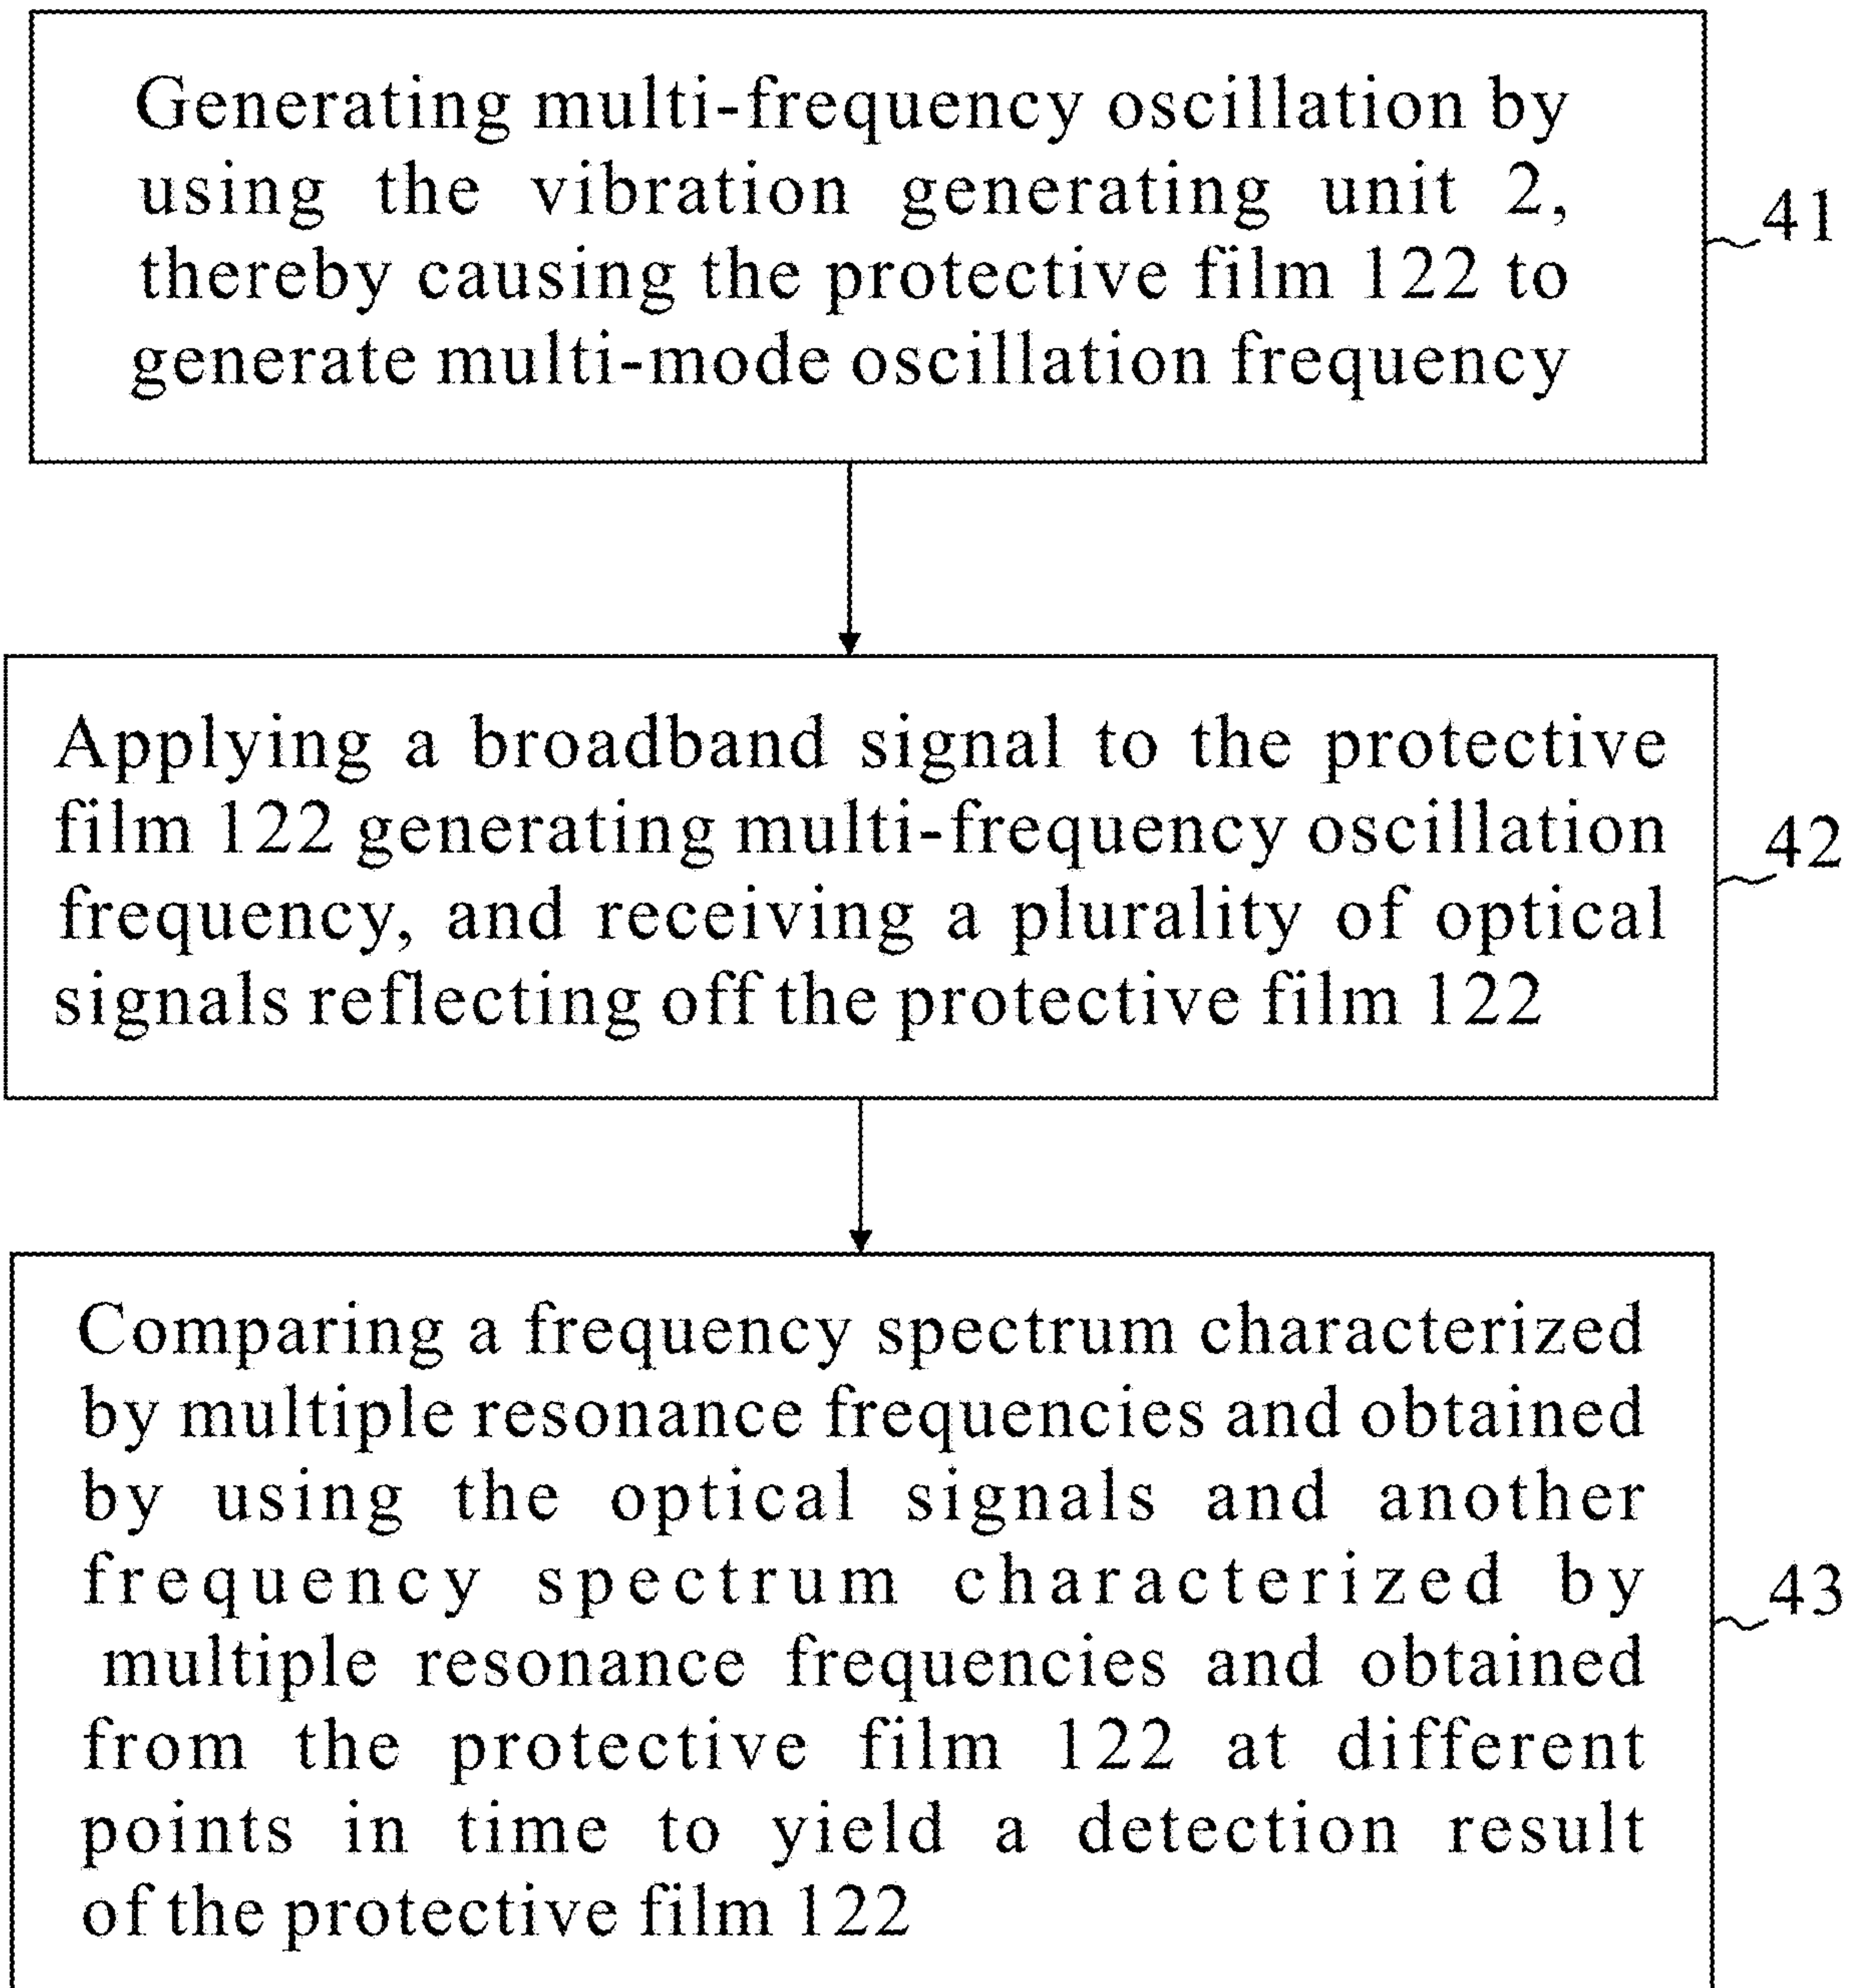 Generating multi-frequency oscillation by
using the vibration generating unit 2,
thereby causing the protective film 122 to
generate multi-mode oscillation frequency
41
Applying a broadband signal to the protective
film 122 generating multi-frequency oscillation
frequency, and receiving a plurality of optical
signals reflecting off the protective film 122
42
Comparing a frequency spectrum characterized
by multiple resonance frequencies and obtained
by using the optical signals and another
frequency spectrum characterized by
multiple resonance frequencies and obtained
from the protective film 122 at different
points in time to yield a detection result
of the protective film 122
43